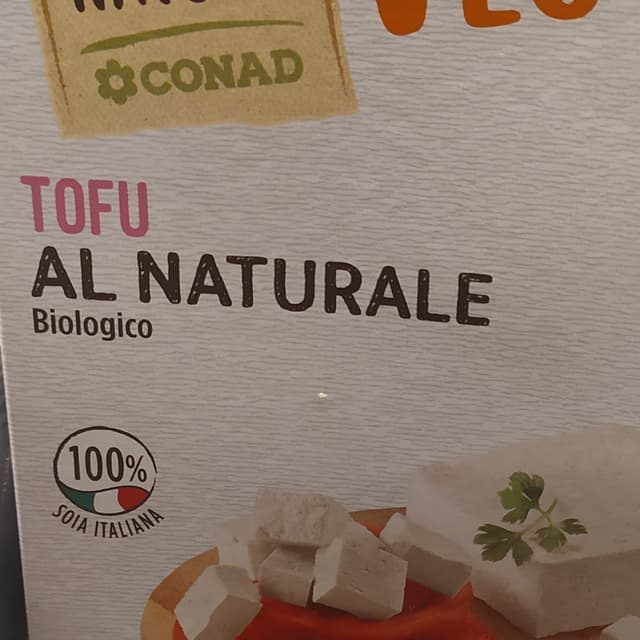 CONAD
TOFU
AL NATURALE
Biologico
100%
SOIA ITALIANA